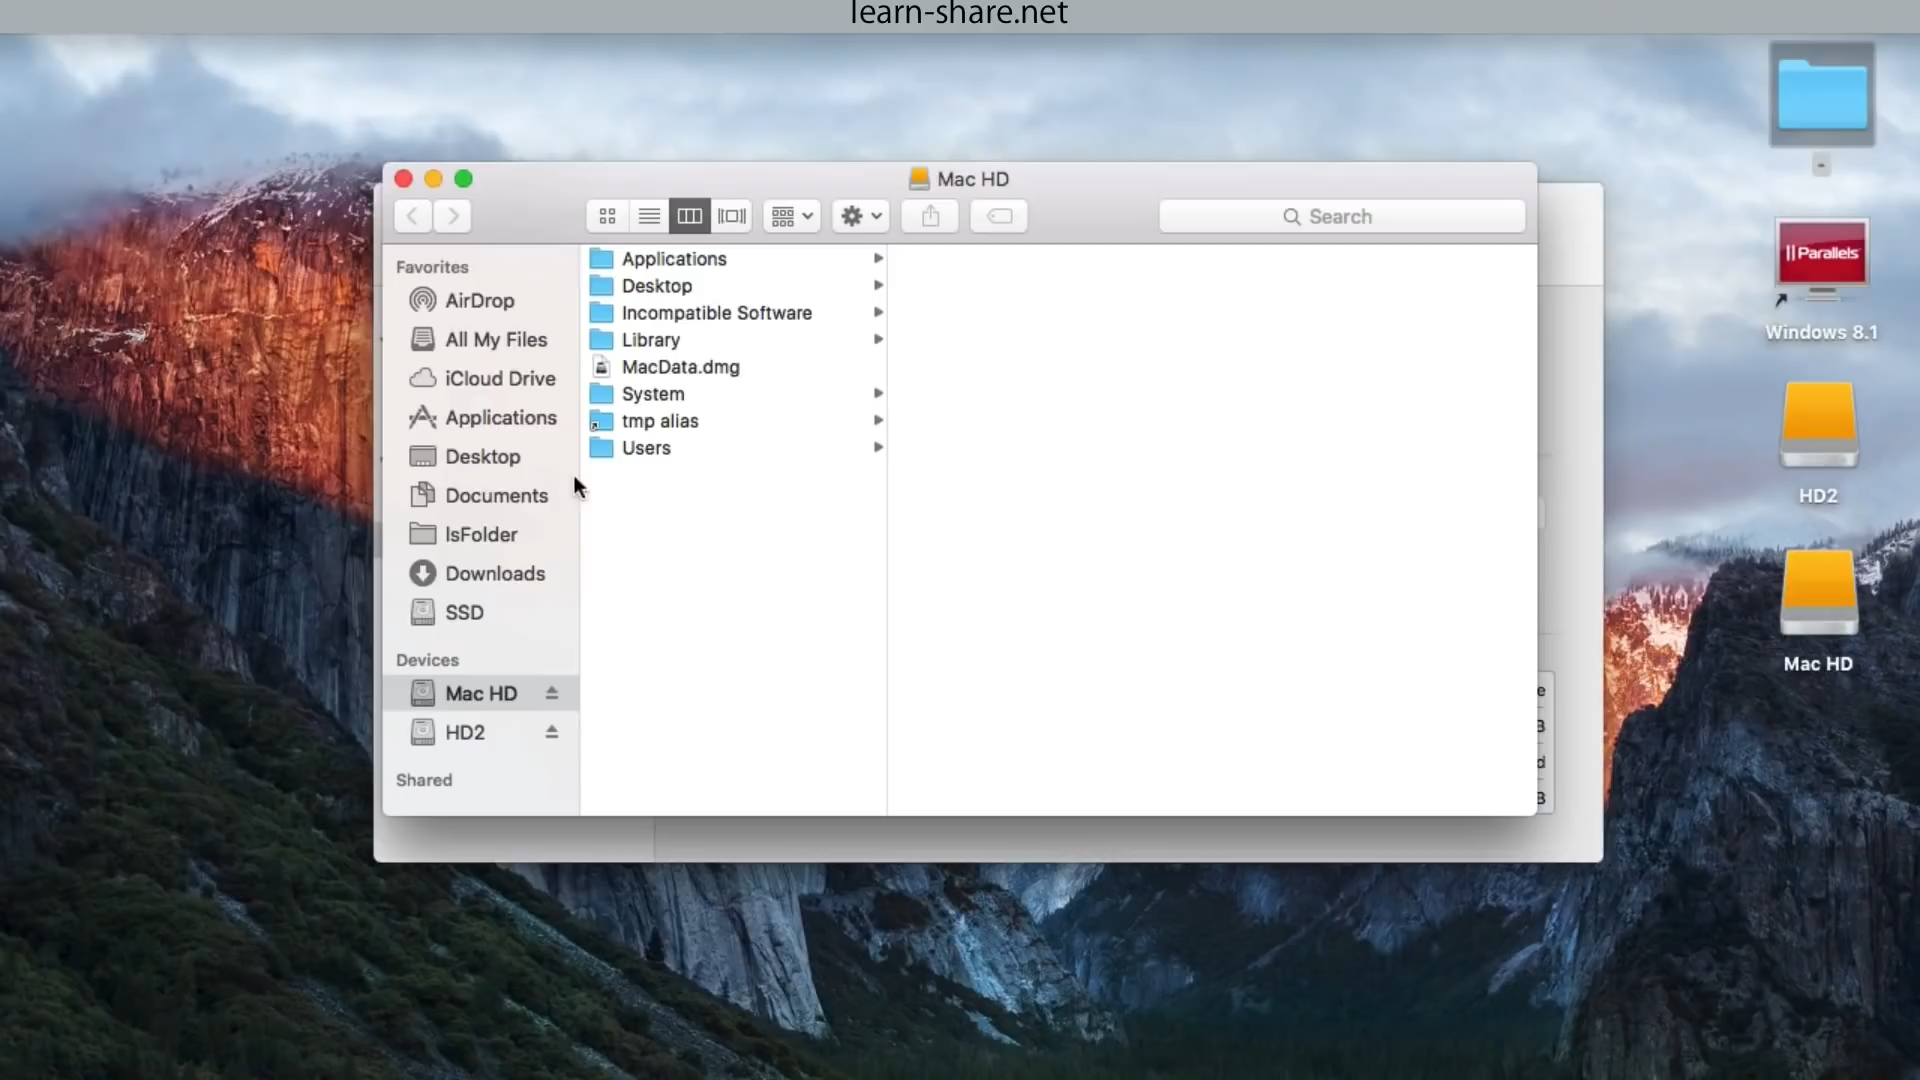 learn-share.net
Mac HD
Search
Favorites
AirDrop
All My Files
iCloud Drive
Applications
Desktop
Documents
IsFolder
Downloads
SSD
Devices
Mac HD
HD2
Shared
Applications
Desktop
Incompatible Software
Library
MacData.dmg
System
tmp alias
Users
e
B
d
B
-
|| Parallels
Windows 8.1
HD2
Mac HD